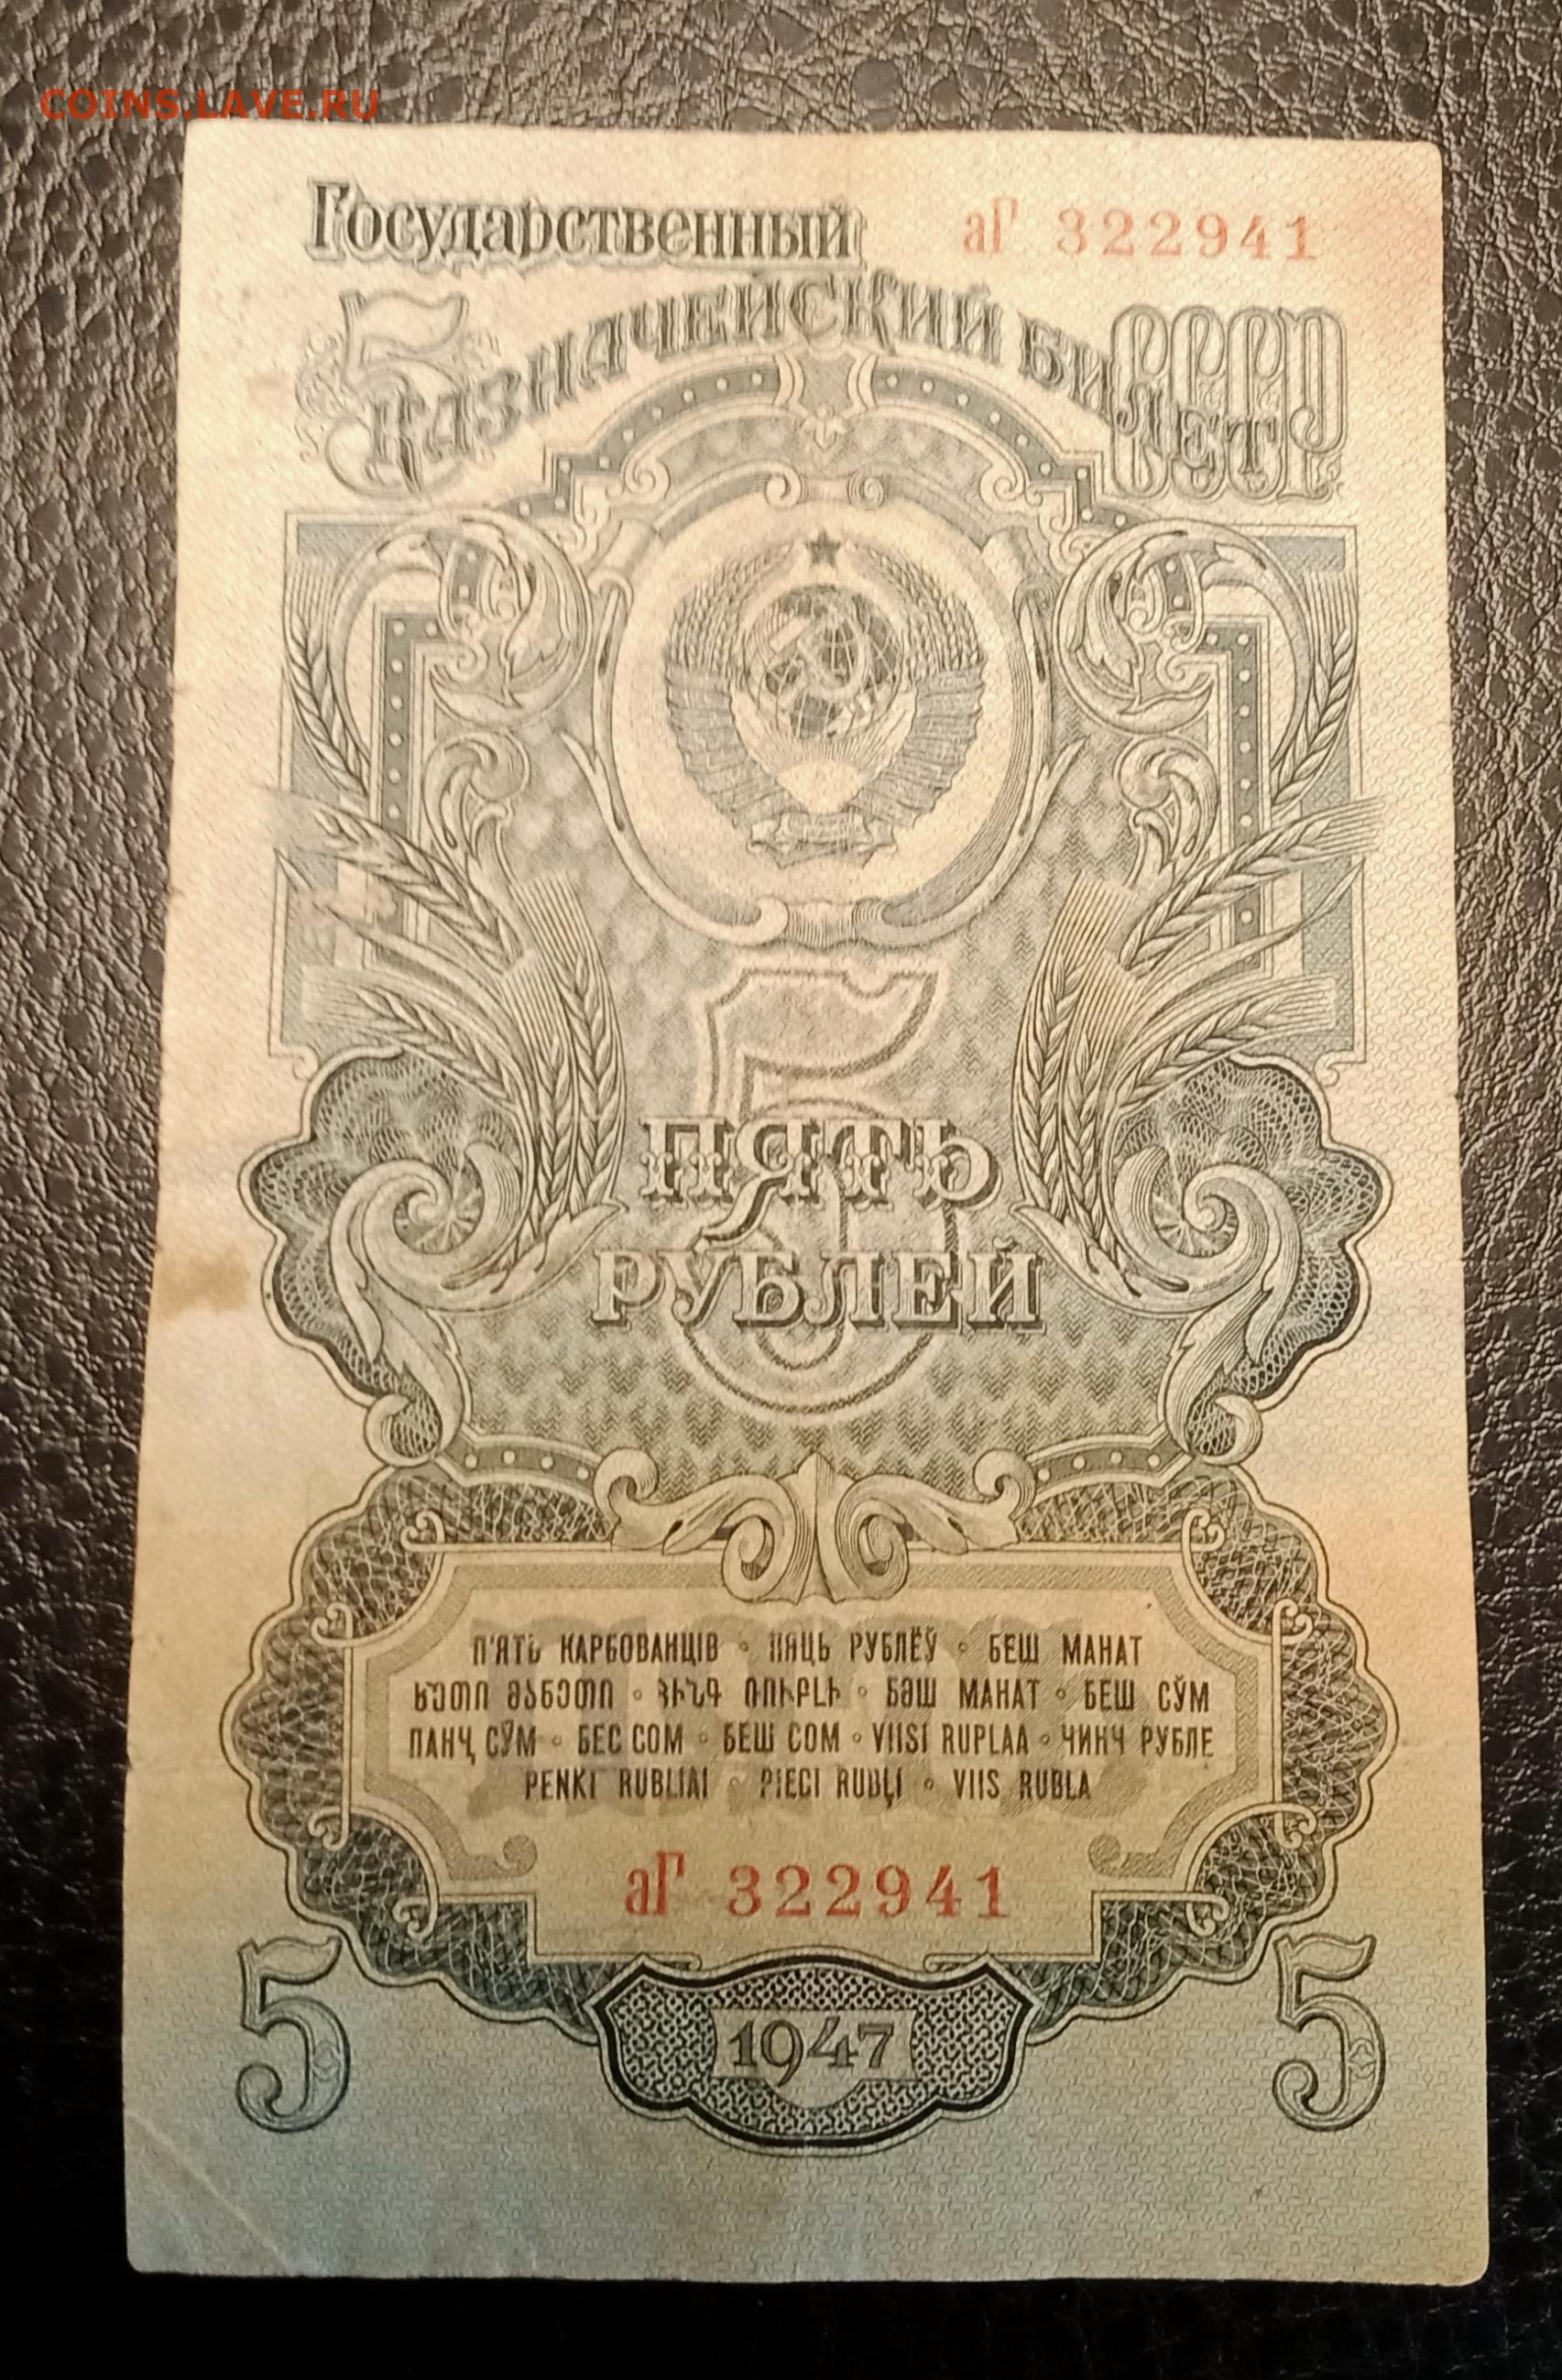 COINS.LAVE.RU
Государственный аГ 322941
5 КАЗНАЧЕЙСКИЙ БИЛЕТ СССР
5
ПЯТЬ
РУБЛЕЙ
П'ЯТЬ КАРБОВАНЦІВ ◦ ПЯЦЬ РУБЛЁЎ ◦ БЕШ МАНАТ
ხუთი მანეთი ◦ ՀԻՆԳ ՌՈՒԲԼԻ ◦ БӘШ МАНАТ ◦ БЕШ СЎМ
ПАНҶ СӮМ ◦ БЕС СОМ ◦ БЕШ СОМ ◦ VIISI RUPLAA ◦ ЧИНЧ РУБЛЕ
PENKI RUBLIAI ◦ PIECI RUBĻI ◦ VIIS RUBLA
аГ 322941
5 1947 5